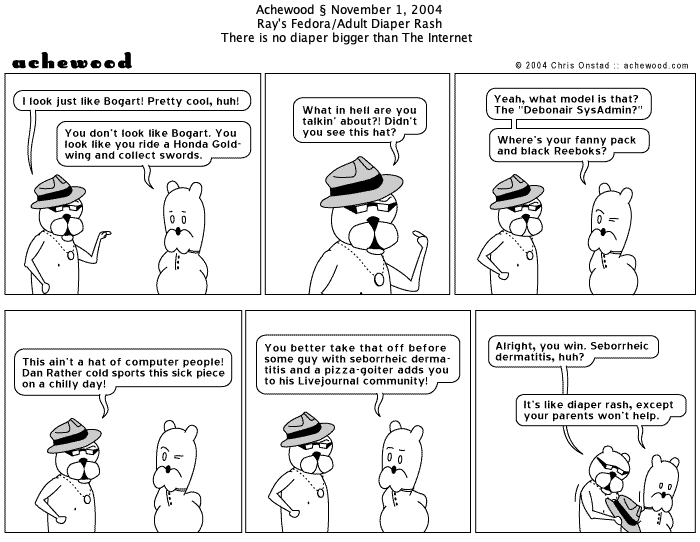 Achewood § November 1, 2004
Ray's Fedora/Adult Diaper Rash
There is no diaper bigger than The Internet
achewood
© 2004 Chris Onstad :: achewood.com
I look just like Bogart! Pretty cool, huh!
You don't look like Bogart. You
look like you ride a Honda Gold-
wing and collect swords.
What in hell are you
talkin' about?! Didn't
you see this hat?
Yeah, what model is that?
The "Debonair SysAdmin?"
Where's your fanny pack
and black Reeboks?
This ain't a hat of computer people!
Dan Rather cold sports this sick piece
on a chilly day!
You better take that off before
some guy with seborrheic derma-
titis and a pizza-goiter adds you
to his Livejournal community!
Alright, you win. Seborrheic
dermatitis, huh?
It's like diaper rash, except
your parents won't help.